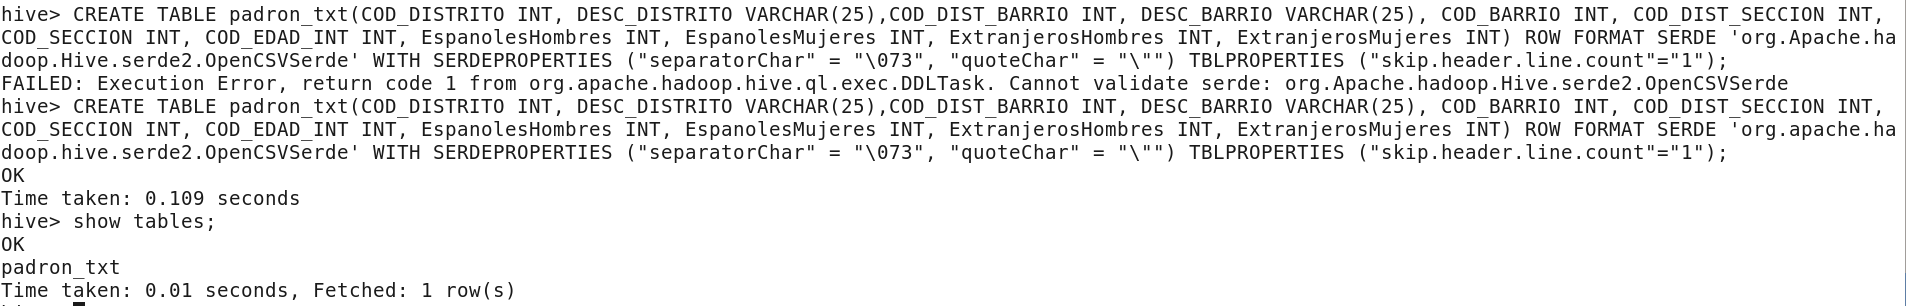 hive> CREATE TABLE padron_txt(COD_DISTRITO INT, DESC_DISTRITO VARCHAR(25),COD_DIST_BARRIO INT, DESC_BARRIO VARCHAR(25), COD_BARRIO INT, COD_DIST_SECCION INT,
COD_SECCION INT, COD_EDAD_INT INT, EspanolesHombres INT, EspanolesMujeres INT, ExtranjerosHombres INT, ExtranjerosMujeres INT) ROW FORMAT SERDE 'org.Apache.ha
doop.Hive.serde2.OpenCSVSerde' WITH SERDEPROPERTIES ("separatorChar" = "\073", "quoteChar" = "\"") TBLPROPERTIES ("skip.header.line.count"="1");
FAILED: Execution Error, return code 1 from org.apache.hadoop.hive.ql.exec.DDLTask. Cannot validate serde: org.Apache.hadoop.Hive.serde2.OpenCSVSerde
hive> CREATE TABLE padron_txt(COD_DISTRITO INT, DESC_DISTRITO VARCHAR(25),COD_DIST_BARRIO INT, DESC_BARRIO VARCHAR(25), COD_BARRIO INT, COD_DIST_SECCION INT,
COD_SECCION INT, COD_EDAD_INT INT, EspanolesHombres INT, EspanolesMujeres INT, ExtranjerosHombres INT, ExtranjerosMujeres INT) ROW FORMAT SERDE 'org.apache.ha
doop.hive.serde2.OpenCSVSerde' WITH SERDEPROPERTIES ("separatorChar" = "\073", "quoteChar" = "\"") TBLPROPERTIES ("skip.header.line.count"="1");
OK
Time taken: 0.109 seconds
hive> show tables;
OK
padron_txt
Time taken: 0.01 seconds, Fetched: 1 row(s)